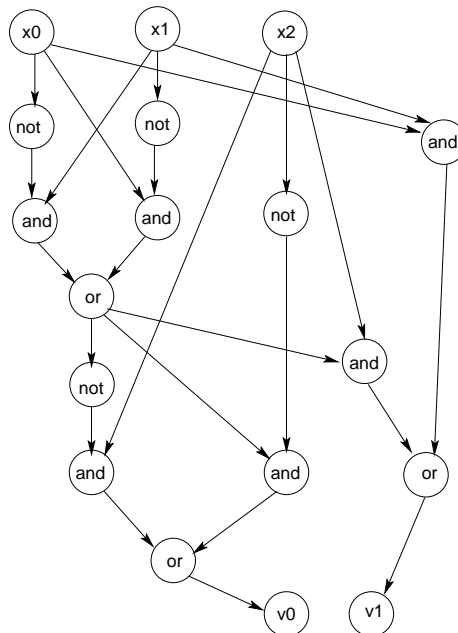 x0 x1 x2
not not and
and and not
or
and
not
and and or
or
v0 v1